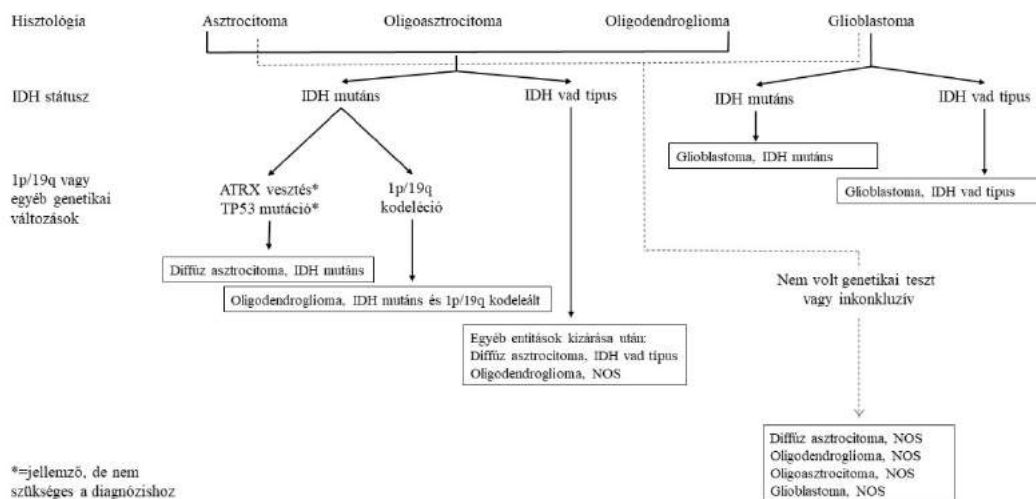 Hisztológia
Asztrocitoma
Oligoasztrocitoma
Oligodendroglioma
Glioblastoma
IDH státusz
IDH mutáns
IDH vad típus
IDH mutáns
IDH vad típus
Glioblastoma, IDH mutáns
Glioblastoma, IDH vad típus
1p/19q vagy
egyéb genetikai
változások
ATRX vesztés*
TP53 mutáció*
1p/19q
kodeléció
Diffúz asztrocitoma, IDH mutáns
Oligodendroglioma, IDH mutáns és 1p/19q kodeleált
Nem volt genetikai teszt
vagy inkonkluzív
Egyéb entitások kizárása után:
Diffúz asztrocitoma, IDH vad típus
Oligodendroglioma, NOS
Diffúz asztrocitoma, NOS
Oligodendroglioma, NOS
Oligoasztrocitoma, NOS
Glioblastoma, NOS
*=jellemző, de nem
szükséges a diagnózishoz